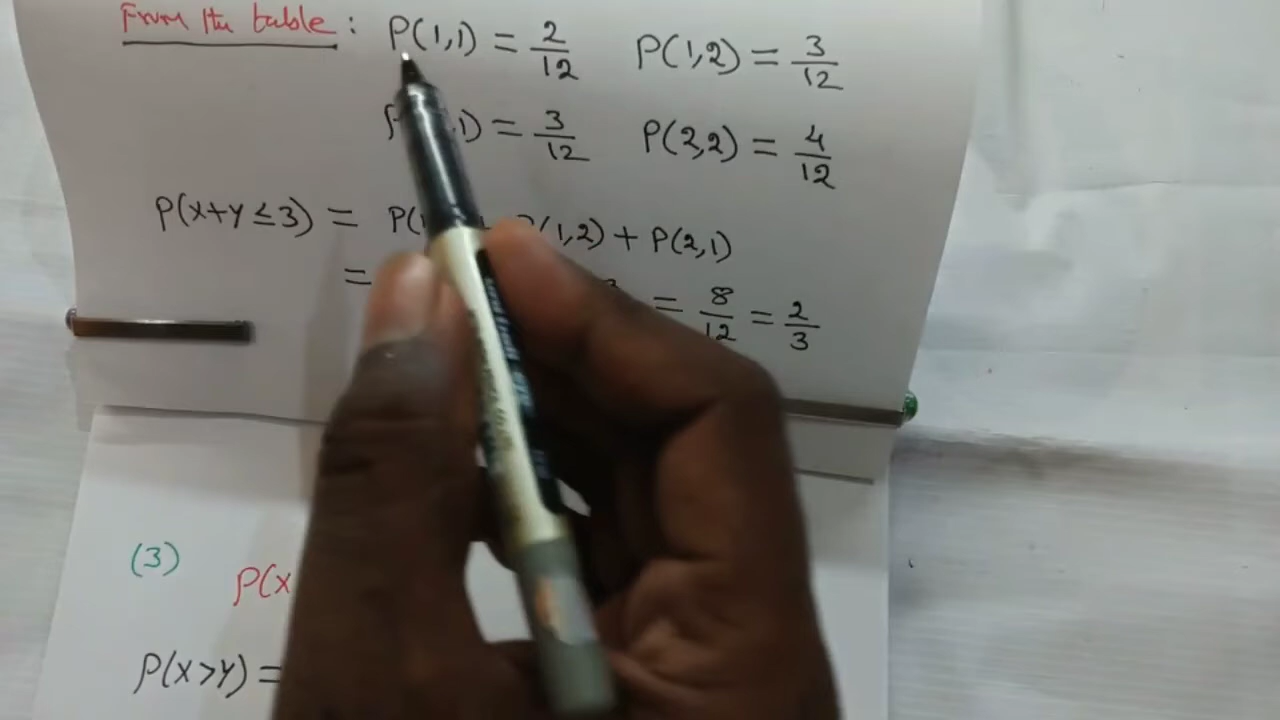 From the table : P(1,1) = 2/12 P(1,2) = 3/12
,1) = 3/12 P(2,2) = 4/12
P(X+Y ≤ 3) = P(1 (1,2) + P(2,1)
= = 8/12 = 2/3
(3) P(X
P(X>Y) =